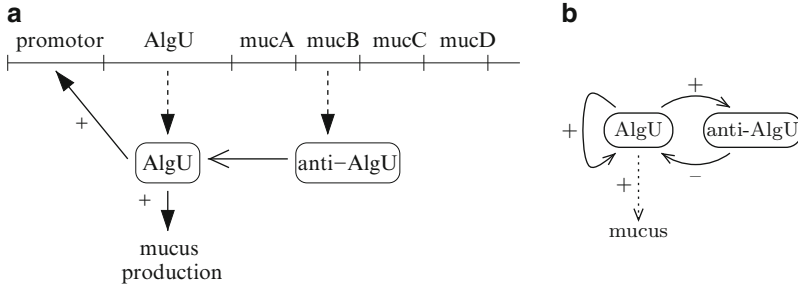 a
promotor AlgU mucA mucB mucC mucD
+
AlgU
anti−AlgU
+
mucus
production
b
+
+
AlgU
anti-AlgU
+
−
mucus